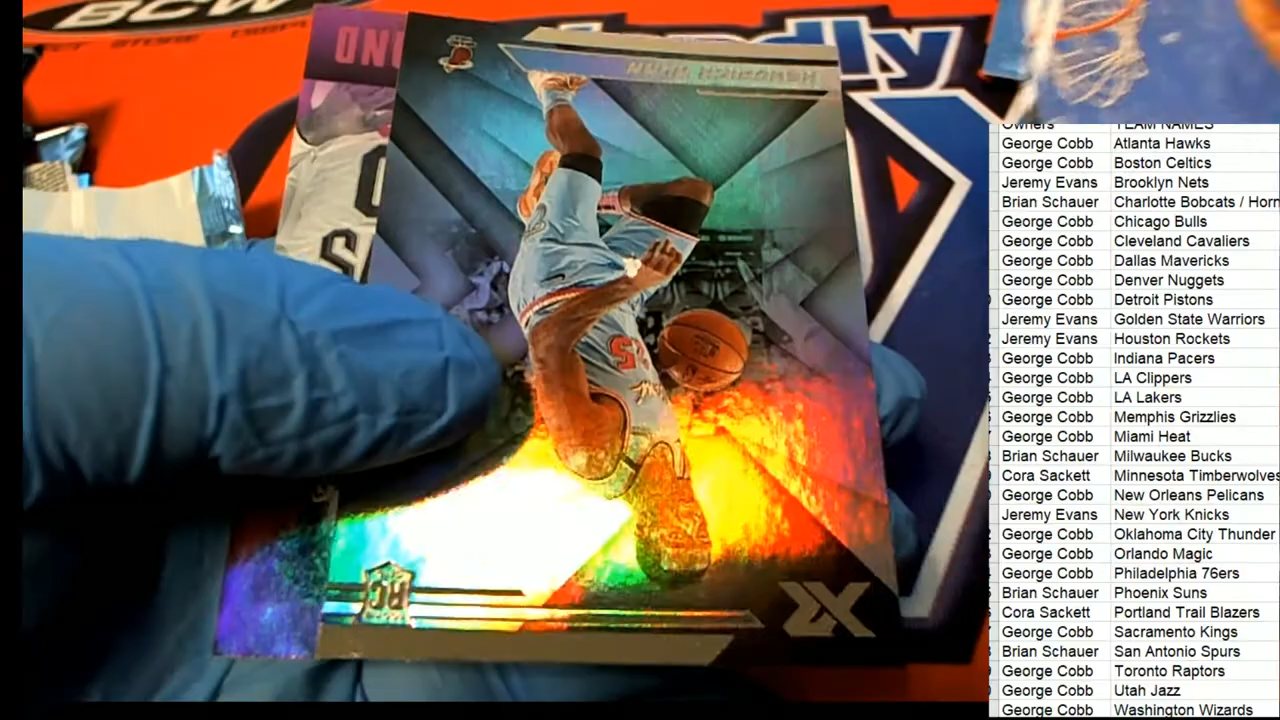 BCW
ndly
Owners TEAM NAMES
George Cobb Atlanta Hawks
George Cobb Boston Celtics
Jeremy Evans Brooklyn Nets
Brian Schauer Charlotte Bobcats / Horn
George Cobb Chicago Bulls
George Cobb Cleveland Cavaliers
George Cobb Dallas Mavericks
George Cobb Denver Nuggets
George Cobb Detroit Pistons
Jeremy Evans Golden State Warriors
Jeremy Evans Houston Rockets
George Cobb Indiana Pacers
George Cobb LA Clippers
George Cobb LA Lakers
George Cobb Memphis Grizzlies
George Cobb Miami Heat
Brian Schauer Milwaukee Bucks
Cora Sackett Minnesota Timberwolves
George Cobb New Orleans Pelicans
Jeremy Evans New York Knicks
George Cobb Oklahoma City Thunder
George Cobb Orlando Magic
George Cobb Philadelphia 76ers
Brian Schauer Phoenix Suns
Cora Sackett Portland Trail Blazers
George Cobb Sacramento Kings
Brian Schauer San Antonio Spurs
George Cobb Toronto Raptors
George Cobb Utah Jazz
George Cobb Washington Wizards
RC
XR